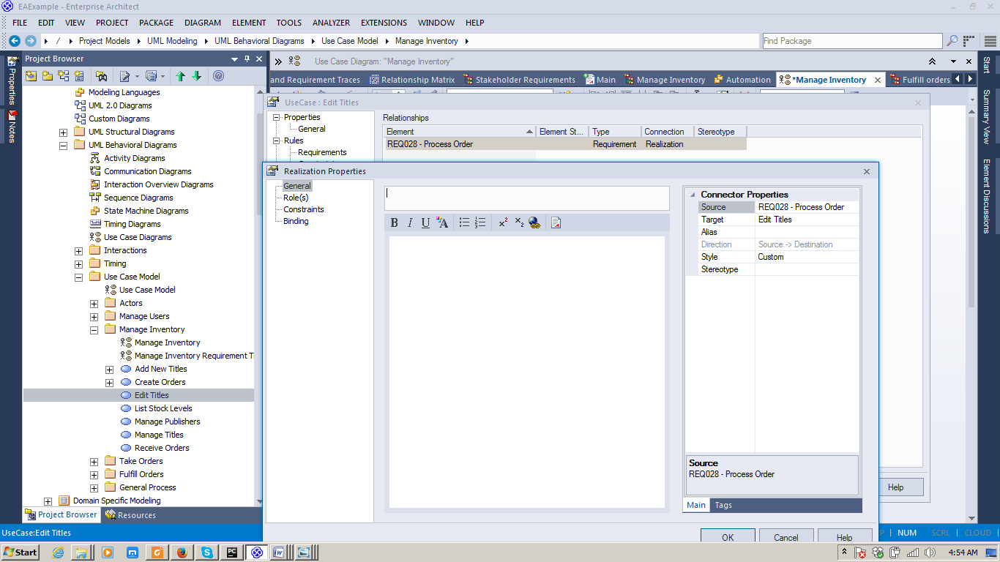 EAExample - Enterprise Architect
FILE EDIT VIEW PROJECT PACKAGE DIAGRAM ELEMENT TOOLS ANALYZER EXTENSIONS WINDOW HELP
/ Project Models UML Modeling UML Behavioral Diagrams Use Case Model Manage Inventory Find Package
Properties
Notes
Project Browser
Modeling Languages
UML 2.0 Diagrams
Custom Diagrams
UML Structural Diagrams
UML Behavioral Diagrams
Activity Diagrams
Communication Diagrams
Interaction Overview Diagrams
Sequence Diagrams
State Machine Diagrams
Timing Diagrams
Use Case Diagrams
Interactions
Timing
Use Case Model
Use Case Model
Actors
Manage Users
Manage Inventory
Manage Inventory
Manage Inventory Requirement T
Add New Titles
Create Orders
Edit Titles
List Stock Levels
Manage Publishers
Manage Titles
Receive Orders
Take Orders
Fulfill Orders
General Process
Domain Specific Modeling
Project Browser Resources
Use Case Diagram: "Manage Inventory"
and Requirement Traces Relationship Matrix Stakeholder Requirements Main Manage Inventory Automation *Manage Inventory Fulfill orders
UseCase : Edit Titles
Properties
General
Rules
Requirements
Relationships
Element Element St... Type Connection Stereotype
REQ028 - Process Order Requirement Realization
Realization Properties
General
Role(s)
Constraints
Binding
B I U A x² x₂
Connector Properties
Source REQ028 - Process Order
Target Edit Titles
Alias
Direction Source -> Destination
Style Custom
Stereotype
Source
REQ028 - Process Order
Main Tags
OK Cancel Help
Help
Start
Summary View
Element Discussions
UseCase:Edit Titles
NUM SCRL CLOUD
Start 4:54 AM